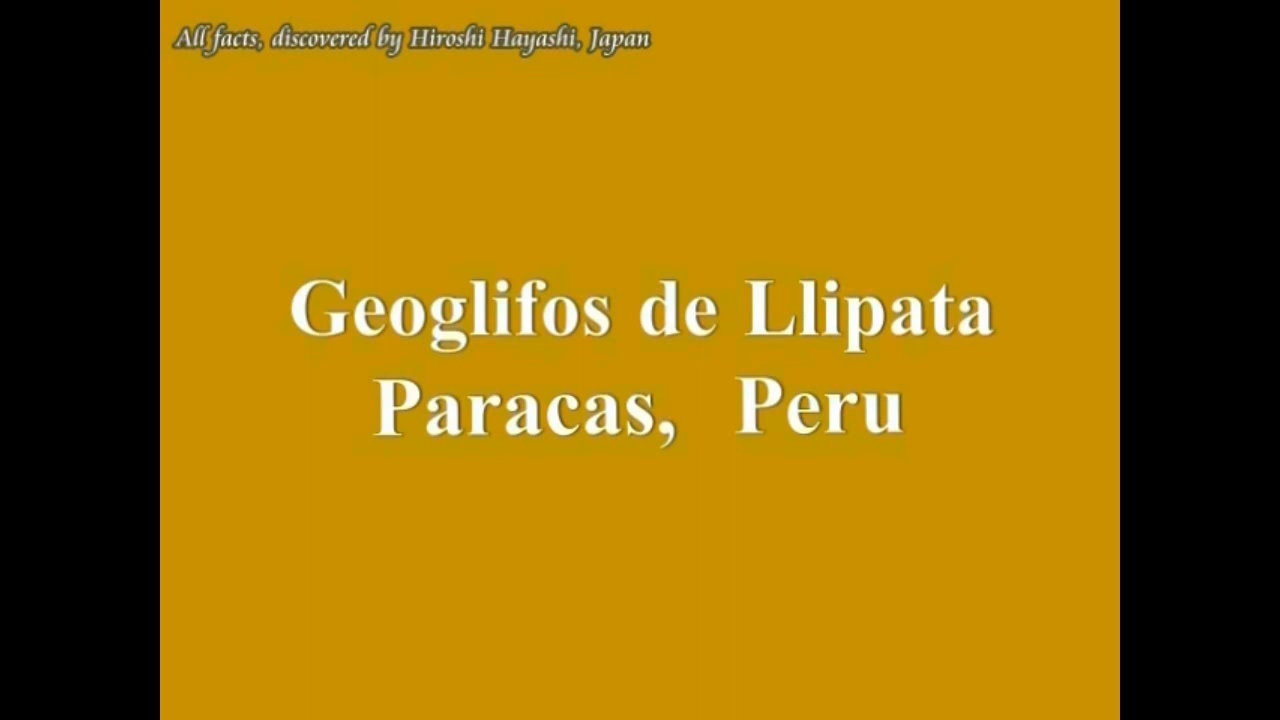 All facts, discovered by Hiroshi Hayashi, Japan
Geoglifos de Llipata
Paracas, Peru